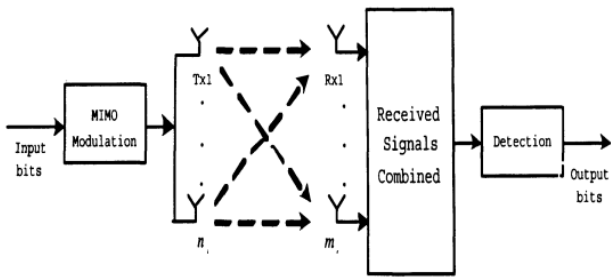 Input
bits
MIMO
Modulation
Tx1
n
Rx1
m
Received
Signals
Combined
Detection
Output
bits